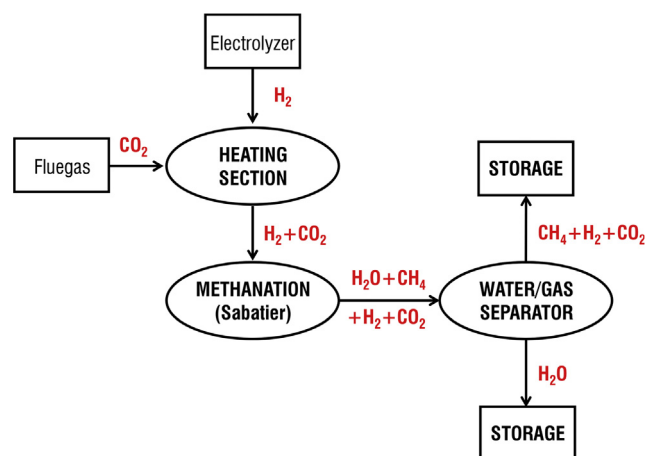 Electrolyzer
H₂
CO₂
Fluegas
HEATING
SECTION
STORAGE
H₂+CO₂
CH₄+H₂+CO₂
METHANATION
(Sabatier)
H₂O+CH₄
+H₂+CO₂
WATER/GAS
SEPARATOR
H₂O
STORAGE